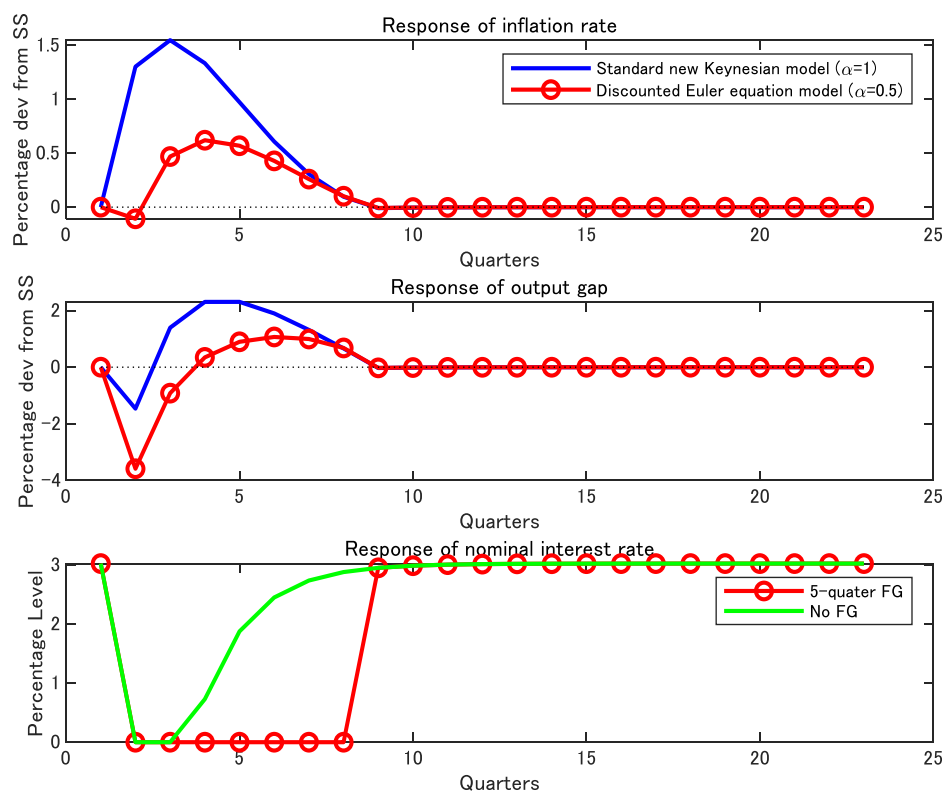 Response of inflation rate
Percentage dev from SS
1.5
1
0.5
0
Standard new Keynesian model (α=1)
Discounted Euler equation model (α=0.5)
0 5 10 15 20 25
Quarters
Response of output gap
Percentage dev from SS
2
0
-2
-4
0 5 10 15 20 25
Quarters
Response of nominal interest rate
Percentage Level
3
2
1
0
5-quater FG
No FG
0 5 10 15 20 25
Quarters